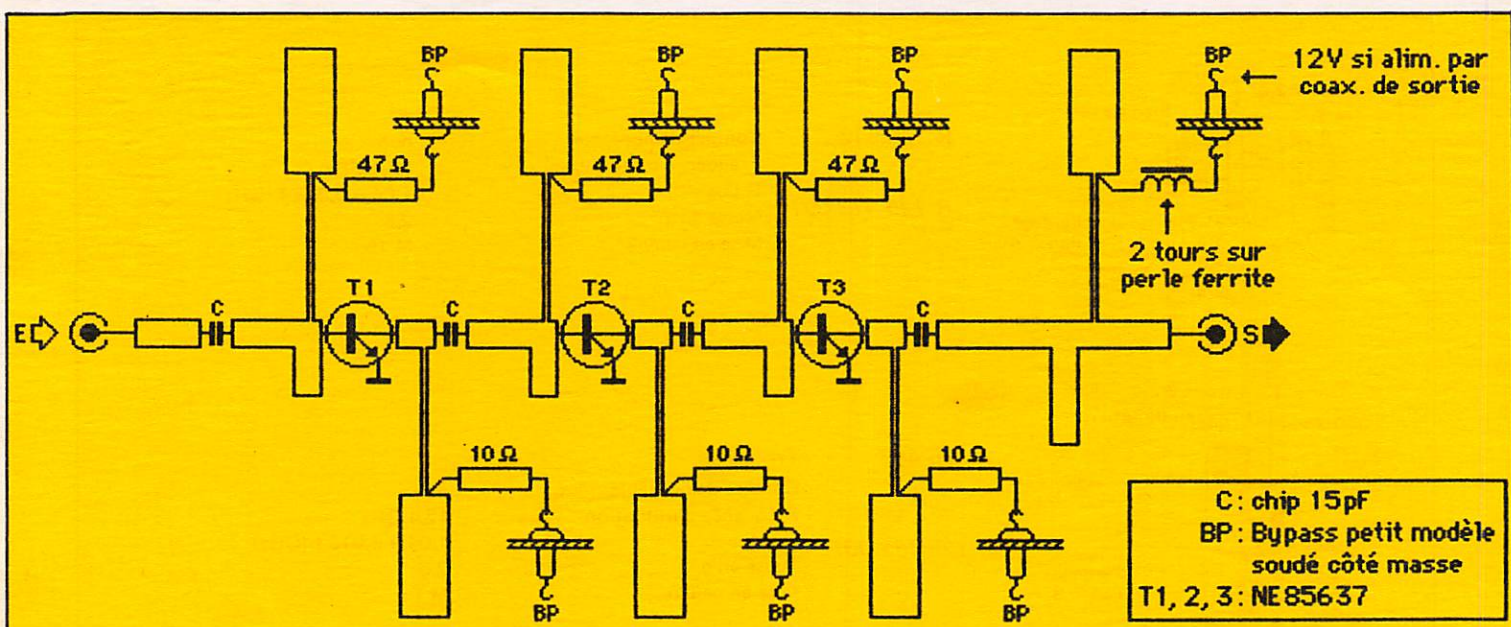 BP
BP
BP
BP
12V si alim. par
coax. de sortie
47Ω
47Ω
47Ω
2 tours sur
perle ferrite
T1
T2
T3
E
C
C
C
C
S
10Ω
10Ω
10Ω
BP
BP
BP
C : chip 15pF
BP : Bypass petit modèle
soudé côté masse
T1, 2, 3 : NE85637